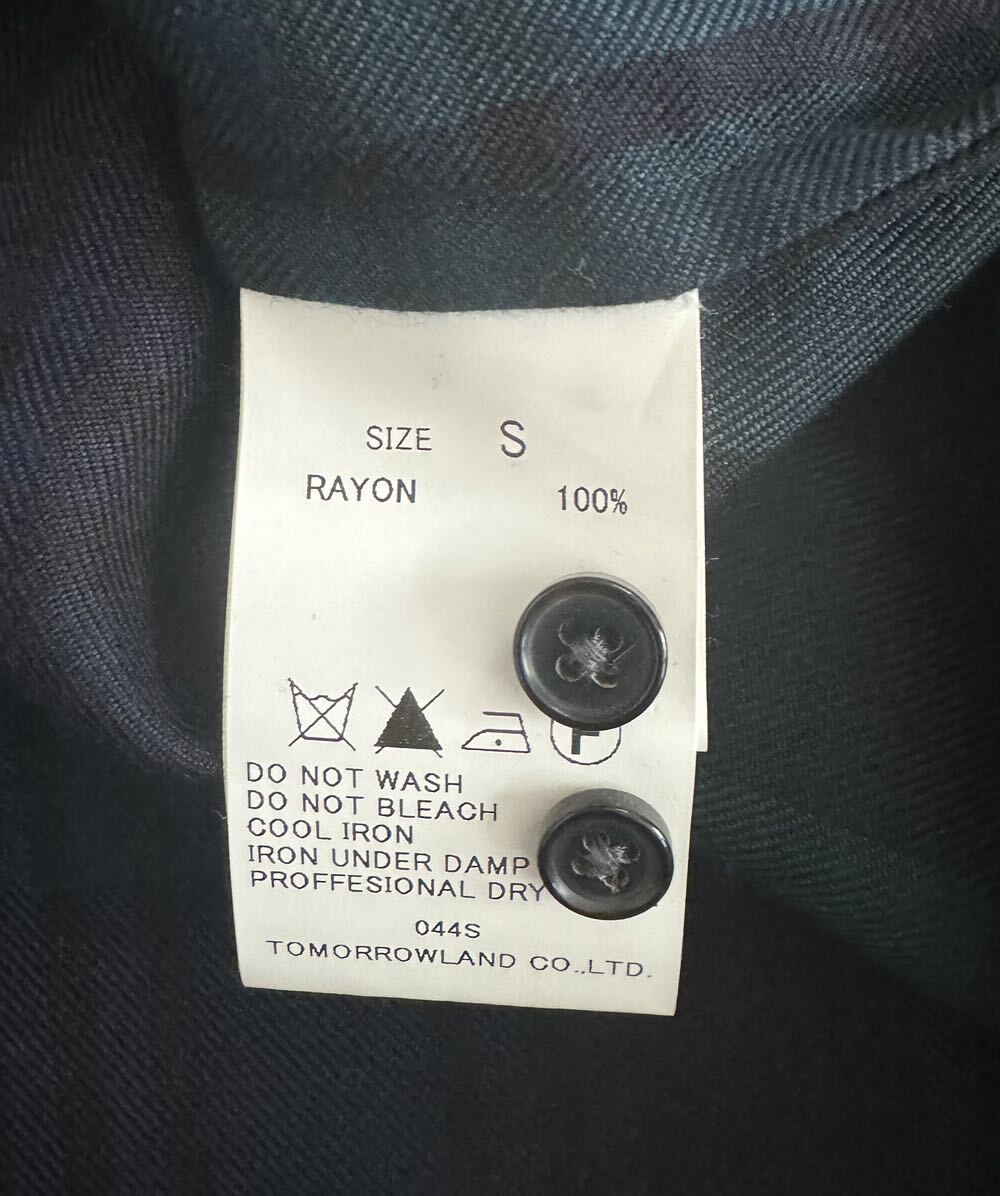 SIZE S
RAYON 100%
F
DO NOT WASH
DO NOT BLEACH
COOL IRON
IRON UNDER DAMP
PROFFESIONAL DRY
044S
TOMORROWLAND CO.,LTD.